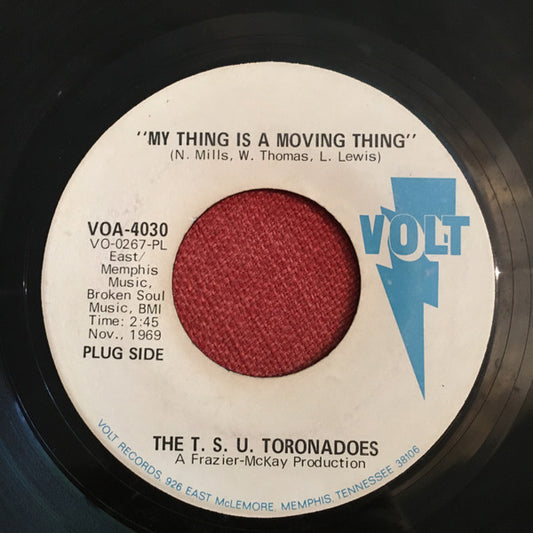 "MY THING IS A MOVING THING"
(N. Mills, W. Thomas, L. Lewis)
VOA-4030
VO-0267-PL
East/
Memphis
Music,
Broken Soul
Music, BMI
Time: 2:45
Nov., 1969
PLUG SIDE
VOLT
THE T. S. U. TORONADOES
A Frazier-McKay Production
VOLT RECORDS, 926 EAST McLEMORE, MEMPHIS, TENNESSEE 38106